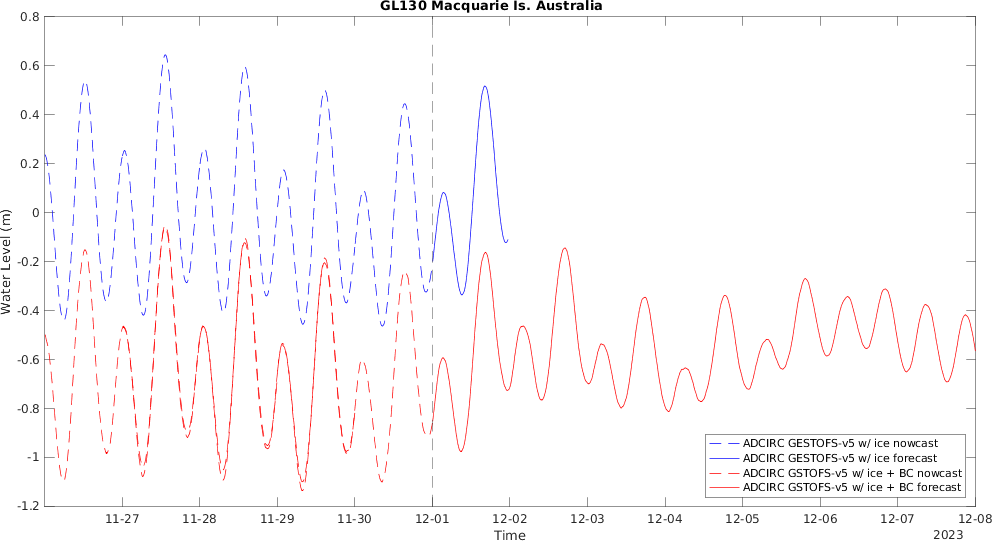 GL130 Macquarie Is. Australia
0.8
0.6
0.4
0.2
0
-0.2
-0.4
-0.6
-0.8
-1
-1.2
Water Level (m)
11-27 11-28 11-29 11-30 12-01 12-02 12-03 12-04 12-05 12-06 12-07 12-08
Time
2023
ADCIRC GESTOFS-v5 w/ ice nowcast
ADCIRC GESTOFS-v5 w/ ice forecast
ADCIRC GSTOFS-v5 w/ ice + BC nowcast
ADCIRC GSTOFS-v5 w/ ice + BC forecast